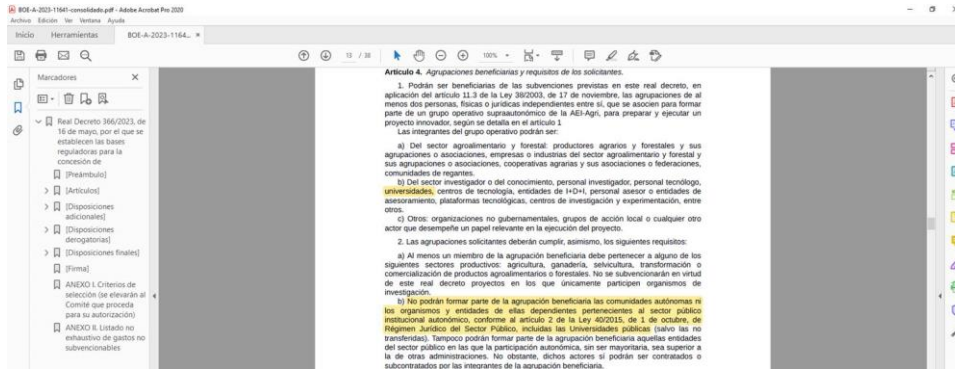 BOE-A-2023-11641-consolidado.pdf - Adobe Acrobat Pro 2020
Archivo Edición Ver Ventana Ayuda
Inicio Herramientas BOE-A-2023-1164... ×
15 / 38 100%
Marcadores ×
Real Decreto 366/2023, de
16 de mayo, por el que se
establecen las bases
reguladoras para la
concesión de
[Preámbulo]
[Artículos]
[Disposiciones
adicionales]
[Disposiciones
derogatorias]
[Disposiciones finales]
[Firma]
ANEXO I. Criterios de
selección (se elevarán al
Comité que proceda
para su autorización)
ANEXO II. Listado no
exhaustivo de gastos no
subvencionables
Artículo 4. Agrupaciones beneficiarias y requisitos de los solicitantes.
1. Podrán ser beneficiarias de las subvenciones previstas en este real decreto, en
aplicación del artículo 11.3 de la Ley 38/2003, de 17 de noviembre, las agrupaciones de al
menos dos personas, físicas o jurídicas independientes entre sí, que se asocien para formar
parte de un grupo operativo supraautonómico de la AEI-Agri, para preparar y ejecutar un
proyecto innovador, según se detalla en el artículo 1
Las integrantes del grupo operativo podrán ser:
a) Del sector agroalimentario y forestal: productores agrarios y forestales y sus
agrupaciones o asociaciones, empresas o industrias del sector agroalimentario y forestal y
sus agrupaciones o asociaciones, cooperativas agrarias y sus asociaciones o federaciones,
comunidades de regantes.
b) Del sector investigador o del conocimiento, personal investigador, personal tecnólogo,
universidades, centros de tecnología, entidades de I+D+I, personal asesor o entidades de
asesoramiento, plataformas tecnológicas, centros de investigación y experimentación, entre
otros.
c) Otros: organizaciones no gubernamentales, grupos de acción local o cualquier otro
actor que desempeñe un papel relevante en la ejecución del proyecto.
2. Las agrupaciones solicitantes deberán cumplir, asimismo, los siguientes requisitos:
a) Al menos un miembro de la agrupación beneficiaria debe pertenecer a alguno de los
siguientes sectores productivos: agricultura, ganadería, selvicultura, transformación o
comercialización de productos agroalimentarios o forestales. No se subvencionarán en virtud
de este real decreto proyectos en los que únicamente participen organismos de
investigación.
b) No podrán formar parte de la agrupación beneficiaria las comunidades autónomas ni
los organismos y entidades de ellas dependientes pertenecientes al sector público
institucional autonómico, conforme al artículo 2 de la Ley 40/2015, de 1 de octubre, de
Régimen Jurídico del Sector Público, incluidas las Universidades públicas (salvo las no
transferidas). Tampoco podrán formar parte de la agrupación beneficiaria aquellas entidades
del sector público en las que la participación autonómica, sin ser mayoritaria, sea superior a
la de otras administraciones. No obstante, dichos actores sí podrán ser contratados o
subcontratados por las integrantes de la agrupación beneficiaria.